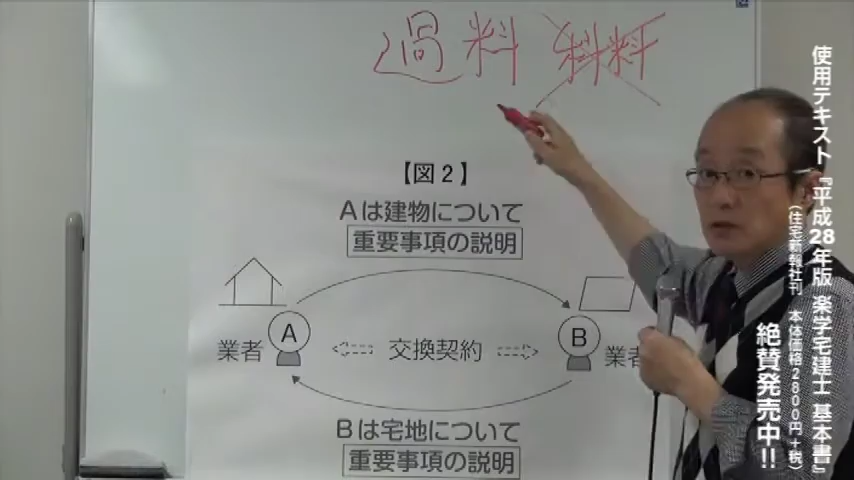 過料 科料
【図2】
Aは建物について
重要事項の説明
A
B
業者
交換契約
業者
Bは宅地について
重要事項の説明
使用テキスト『平成28年版 楽学宅建士 基本書』
(住宅新報社刊 本体価格2800円+税)
絶賛発売中!!